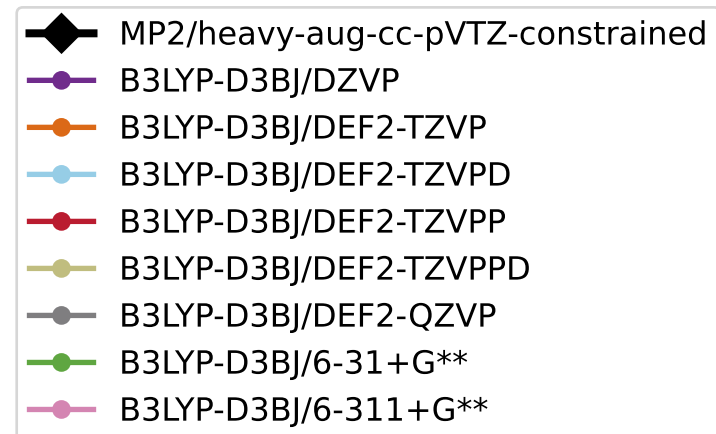 MP2/heavy-aug-cc-pVTZ-constrained
B3LYP-D3BJ/DZVP
B3LYP-D3BJ/DEF2-TZVP
B3LYP-D3BJ/DEF2-TZVPD
B3LYP-D3BJ/DEF2-TZVPP
B3LYP-D3BJ/DEF2-TZVPPD
B3LYP-D3BJ/DEF2-QZVP
B3LYP-D3BJ/6-31+G**
B3LYP-D3BJ/6-311+G**